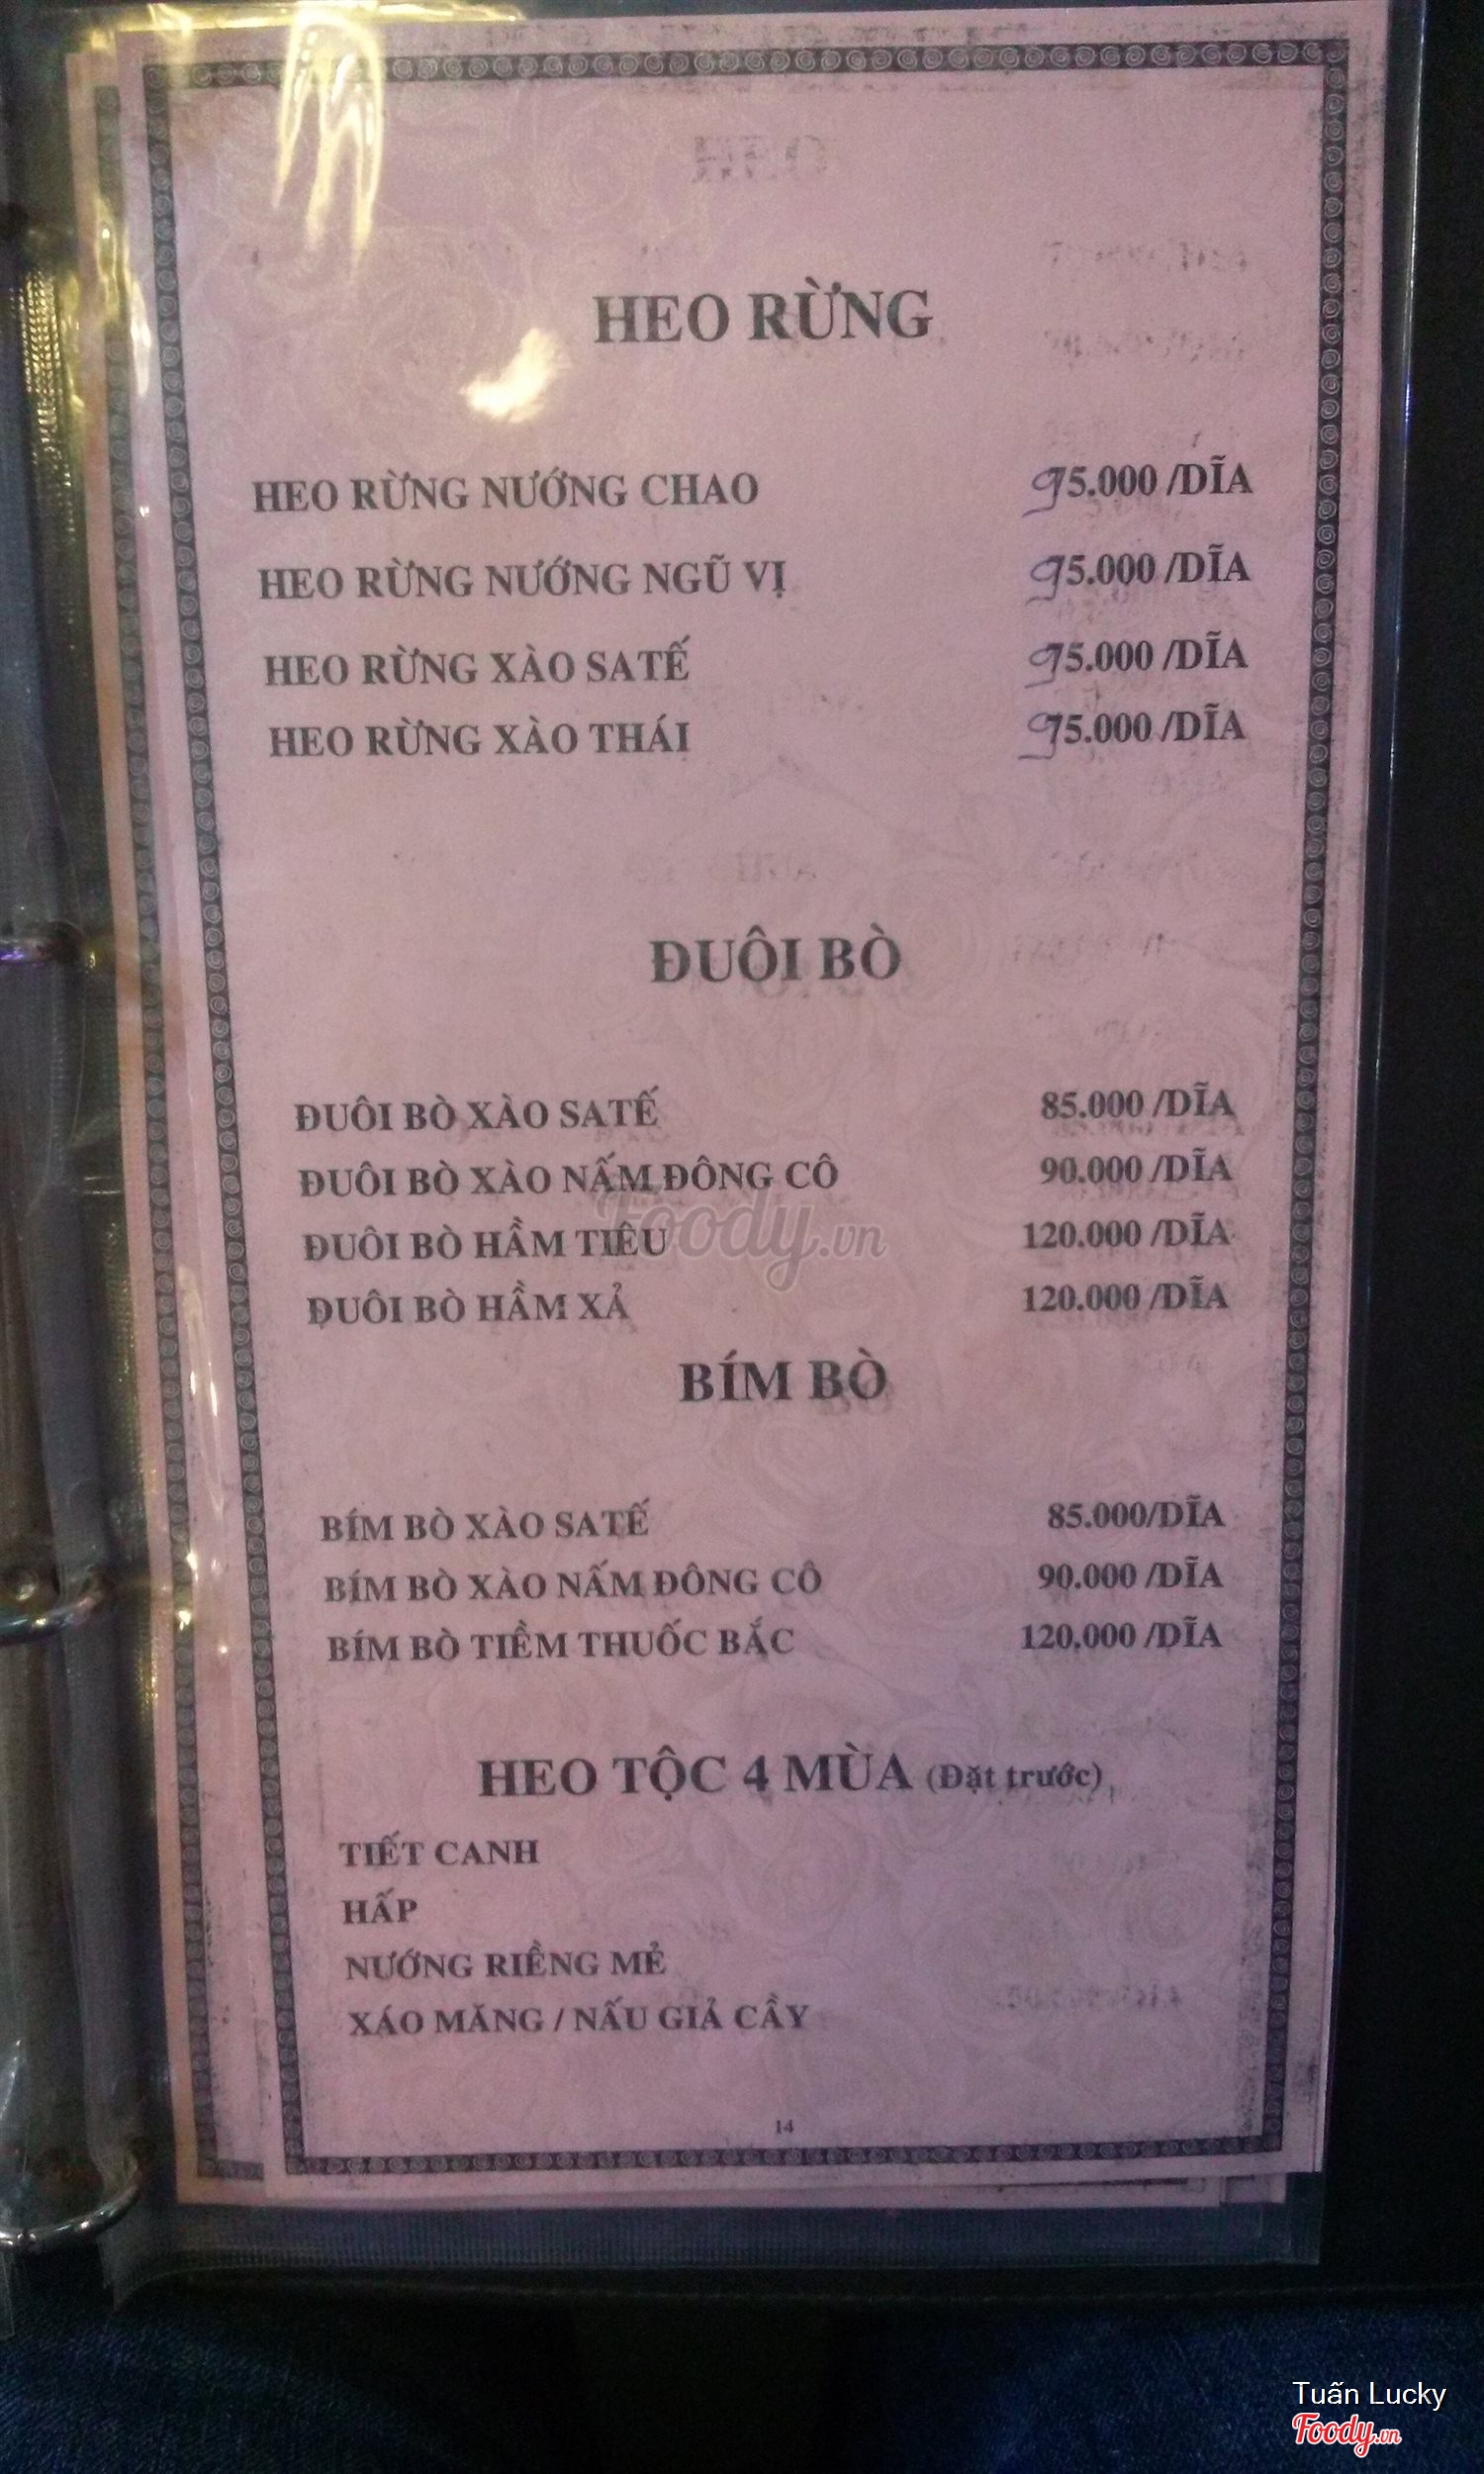 HEO RỪNG
HEO RỪNG NƯỚNG CHAO 95.000 /DĨA
HEO RỪNG NƯỚNG NGŨ VỊ 95.000 /DĨA
HEO RỪNG XÀO SATẾ 95.000 /DĨA
HEO RỪNG XÀO THÁI 95.000 /DĨA
ĐUÔI BÒ
ĐUÔI BÒ XÀO SATẾ 85.000 /DĨA
ĐUÔI BÒ XÀO NẤM ĐÔNG CÔ 90.000 /DĨA
Foody.vn
ĐUÔI BÒ HẦM TIÊU 120.000 /DĨA
ĐUÔI BÒ HẦM XẢ 120.000 /DĨA
BÍM BÒ
BÍM BÒ XÀO SATẾ 85.000/DĨA
BÍM BÒ XÀO NẤM ĐÔNG CÔ 90.000 /DĨA
BÍM BÒ TIỀM THUỐC BẮC 120.000 /DĨA
HEO TỘC 4 MÙA (Đặt trước)
TIẾT CANH
HẤP
NƯỚNG RIỀNG MẺ
XÁO MĂNG / NẤU GIẢ CẦY
14
Tuấn Lucky
Foody.vn